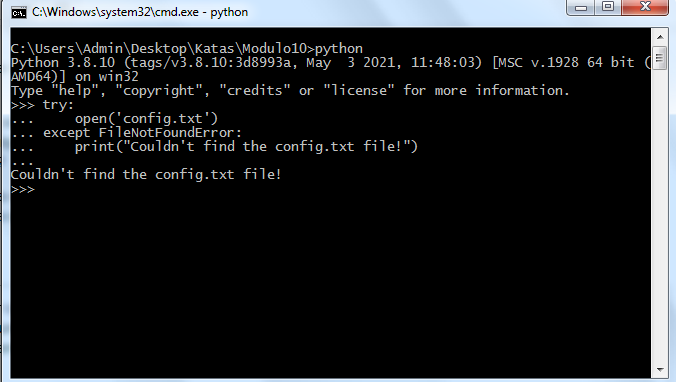 C:\Windows\system32\cmd.exe - python
C:\Users\Admin\Desktop\Katas\Modulo10>python
Python 3.8.10 (tags/v3.8.10:3d8993a, May  3 2021, 11:48:03) [MSC v.1928 64 bit (
AMD64)] on win32
Type "help", "copyright", "credits" or "license" for more information.
>>> try:
...     open('config.txt')
... except FileNotFoundError:
...     print("Couldn't find the config.txt file!")
...
Couldn't find the config.txt file!
>>>